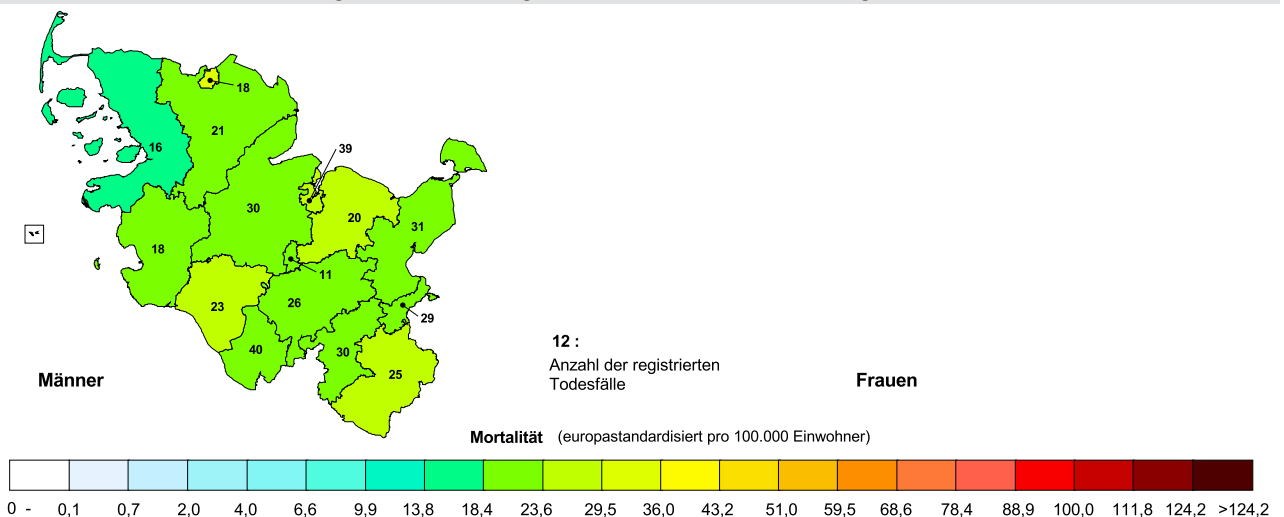 18
21
39
16
30
20
31
18
11
23
26
29
12 :
40
30
Anzahl der registrierten
25
Todesfälle
Männer
Frauen
Mortalität (europastandardisiert pro 100.000 Einwohner)
0 - 0,1 0,7 2,0 4,0 6,6 9,9 13,8 18,4 23,6 29,5 36,0 43,2 51,0 59,5 68,6 78,4 88,9 100,0 111,8 124,2 >124,2